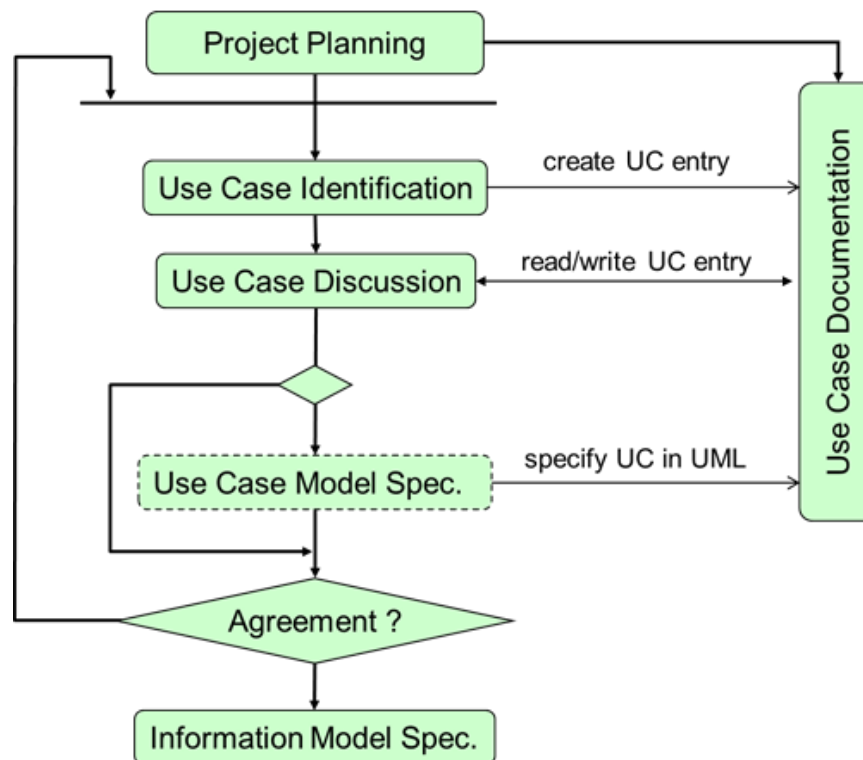 Project Planning
create UC entry
Use Case Identification
read/write UC entry
Use Case Discussion
Use Case Documentation
specify UC in UML
Use Case Model Spec.
Agreement ?
Information Model Spec.